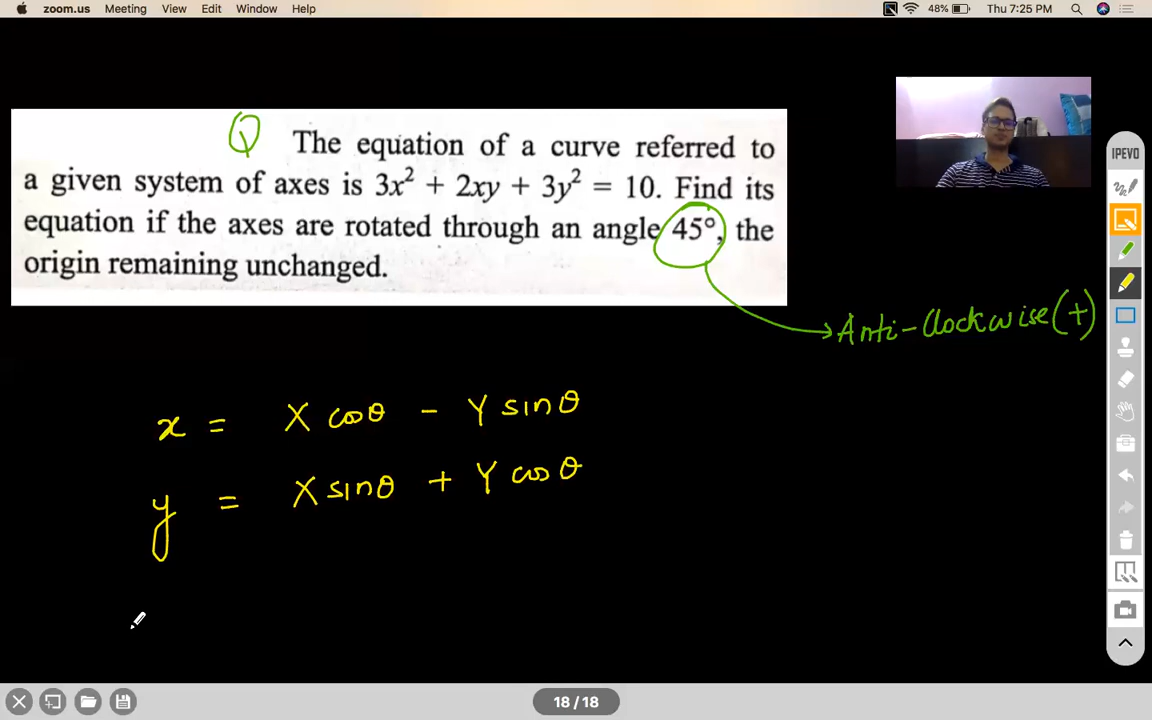 zoom.us Meeting View Edit Window Help 48% Thu 7:25 PM
Q The equation of a curve referred to
a given system of axes is 3x² + 2xy + 3y² = 10. Find its
equation if the axes are rotated through an angle 45°, the
origin remaining unchanged.
IPEVO
Anti-Clockwise (+)
x = X cosθ - Y sinθ
y = X sinθ + Y cosθ
18 / 18